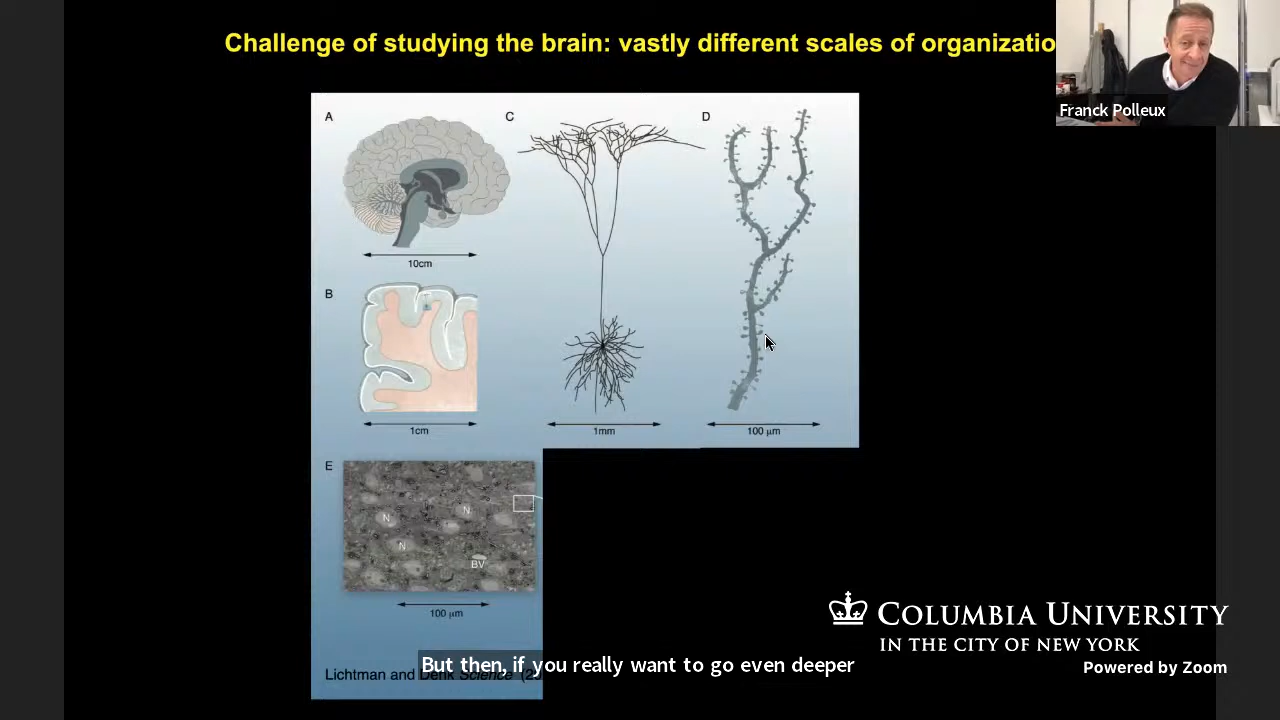 Challenge of studying the brain: vastly different scales of organizatio
Franck Polleux
A
C
D
10cm
B
1cm
1mm
100 µm
E
N
N
N
BV
100 µm
Lichtman and Denk Science
But then, if you really want to go even deeper
COLUMBIA UNIVERSITY
IN THE CITY OF NEW YORK
Powered by Zoom